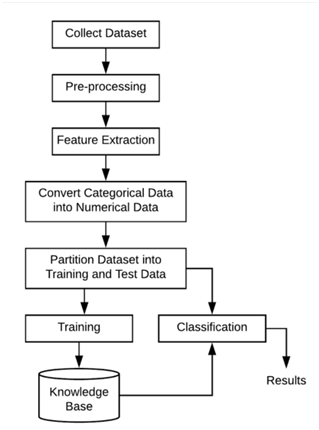 Collect Dataset
Pre-processing
Feature Extraction
Convert Categorical Data
into Numerical Data
Partition Dataset into
Training and Test Data
Training
Classification
Results
Knowledge
Base